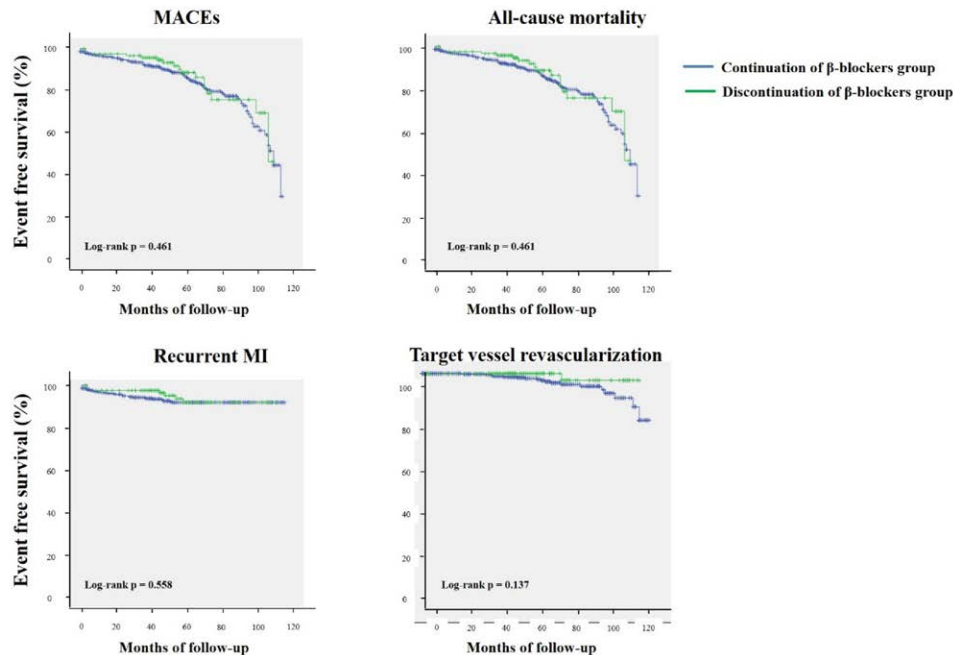 MACEs
All-cause mortality
Continuation of β-blockers group
Discontinuation of β-blockers group
Event free survival (%)
100
80
60
40
20
0
Log-rank p = 0.461
0 20 40 60 80 100 120
Months of follow-up
100
80
60
40
20
0
Log-rank p = 0.461
0 20 40 60 80 100 120
Months of follow-up
Recurrent MI
Target vessel revascularization
Event free survival (%)
100
80
60
40
20
0
Log-rank p = 0.558
0 20 40 60 80 100 120
Months of follow-up
100
80
60
40
20
0
Log-rank p = 0.137
0 20 40 60 80 100 120
Months of follow-up